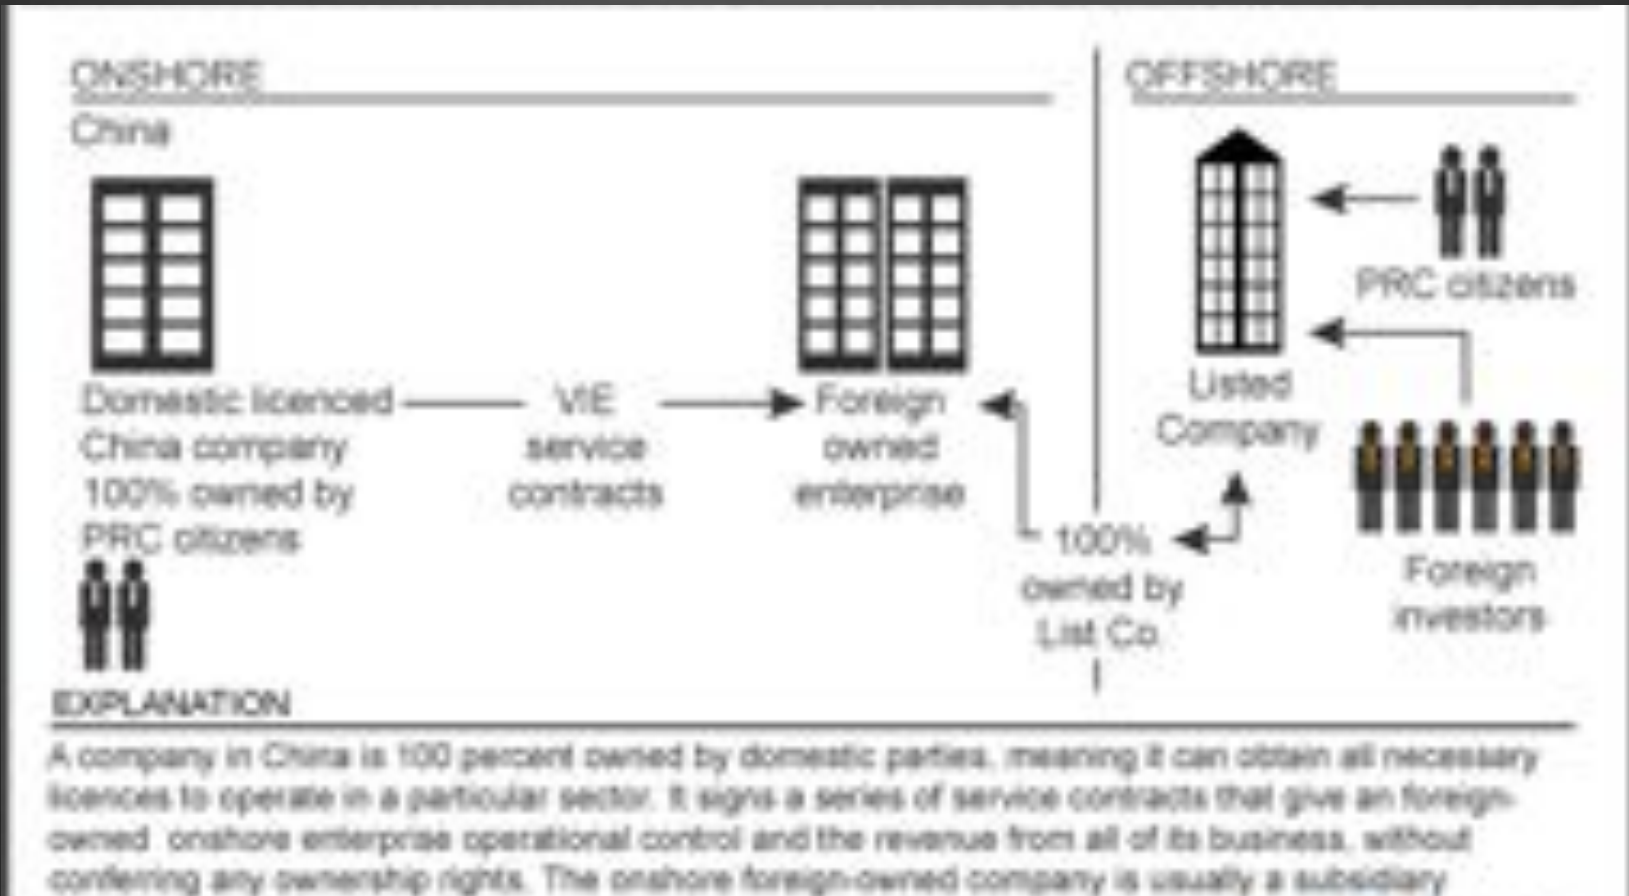 ONSHORE
OFFSHORE
China
PRC citizens
Listed
Company
Domestic licenced
China company
100% owned by
PRC citizens
VIE
service
contracts
Foreign
owned
enterprise
100%
owned by
List Co.
Foreign
investors
EXPLANATION
A company in China is 100 percent owned by domestic parties, meaning it can obtain all necessary
licences to operate in a particular sector. It signs a series of service contracts that give an foreign-
owned onshore enterprise operational control and the revenue from all of its business, without
conferring any ownership rights. The onshore foreign-owned company is usually a subsidiary